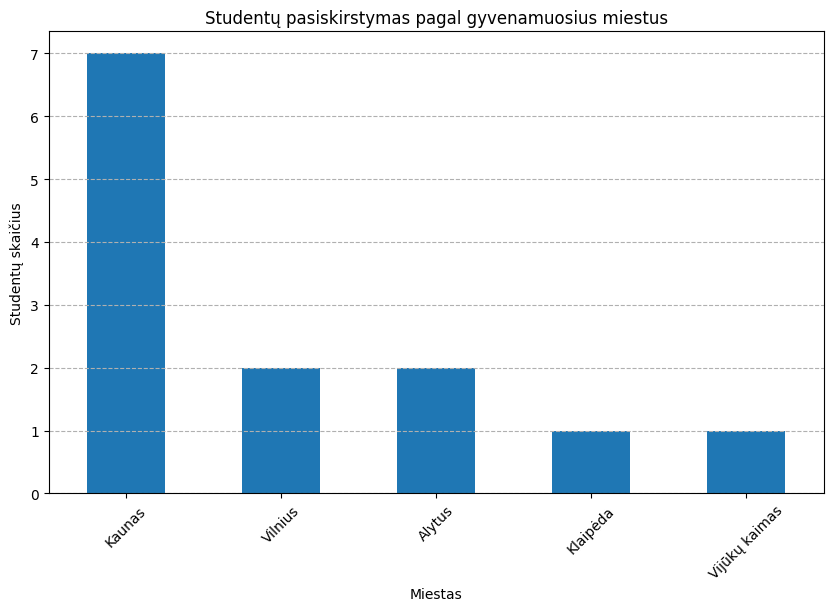 Studentų pasiskirstymas pagal gyvenamuosius miestus
Studentų skaičius
7
6
5
4
3
2
1
0
Kaunas
Vilnius
Alytus
Klaipėda
Vijūkų kaimas
Miestas